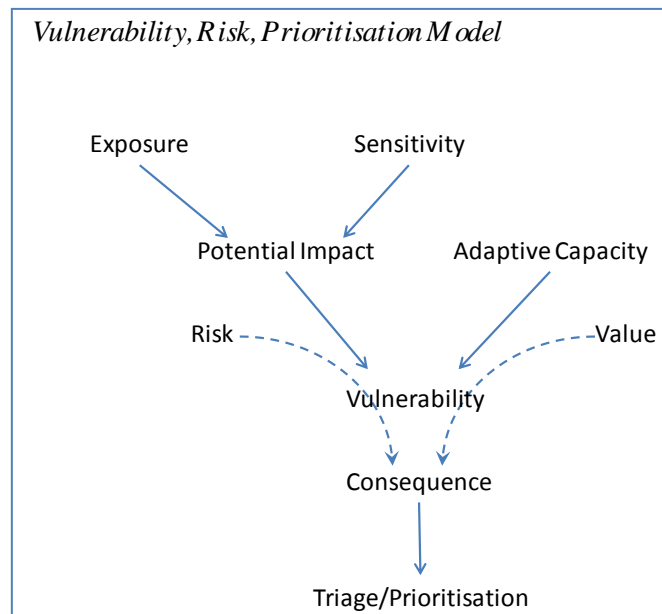 Vulnerability, Risk, Prioritisation Model
Exposure Sensitivity
Potential Impact Adaptive Capacity
Risk Value
Vulnerability
Consequence
Triage/Prioritisation